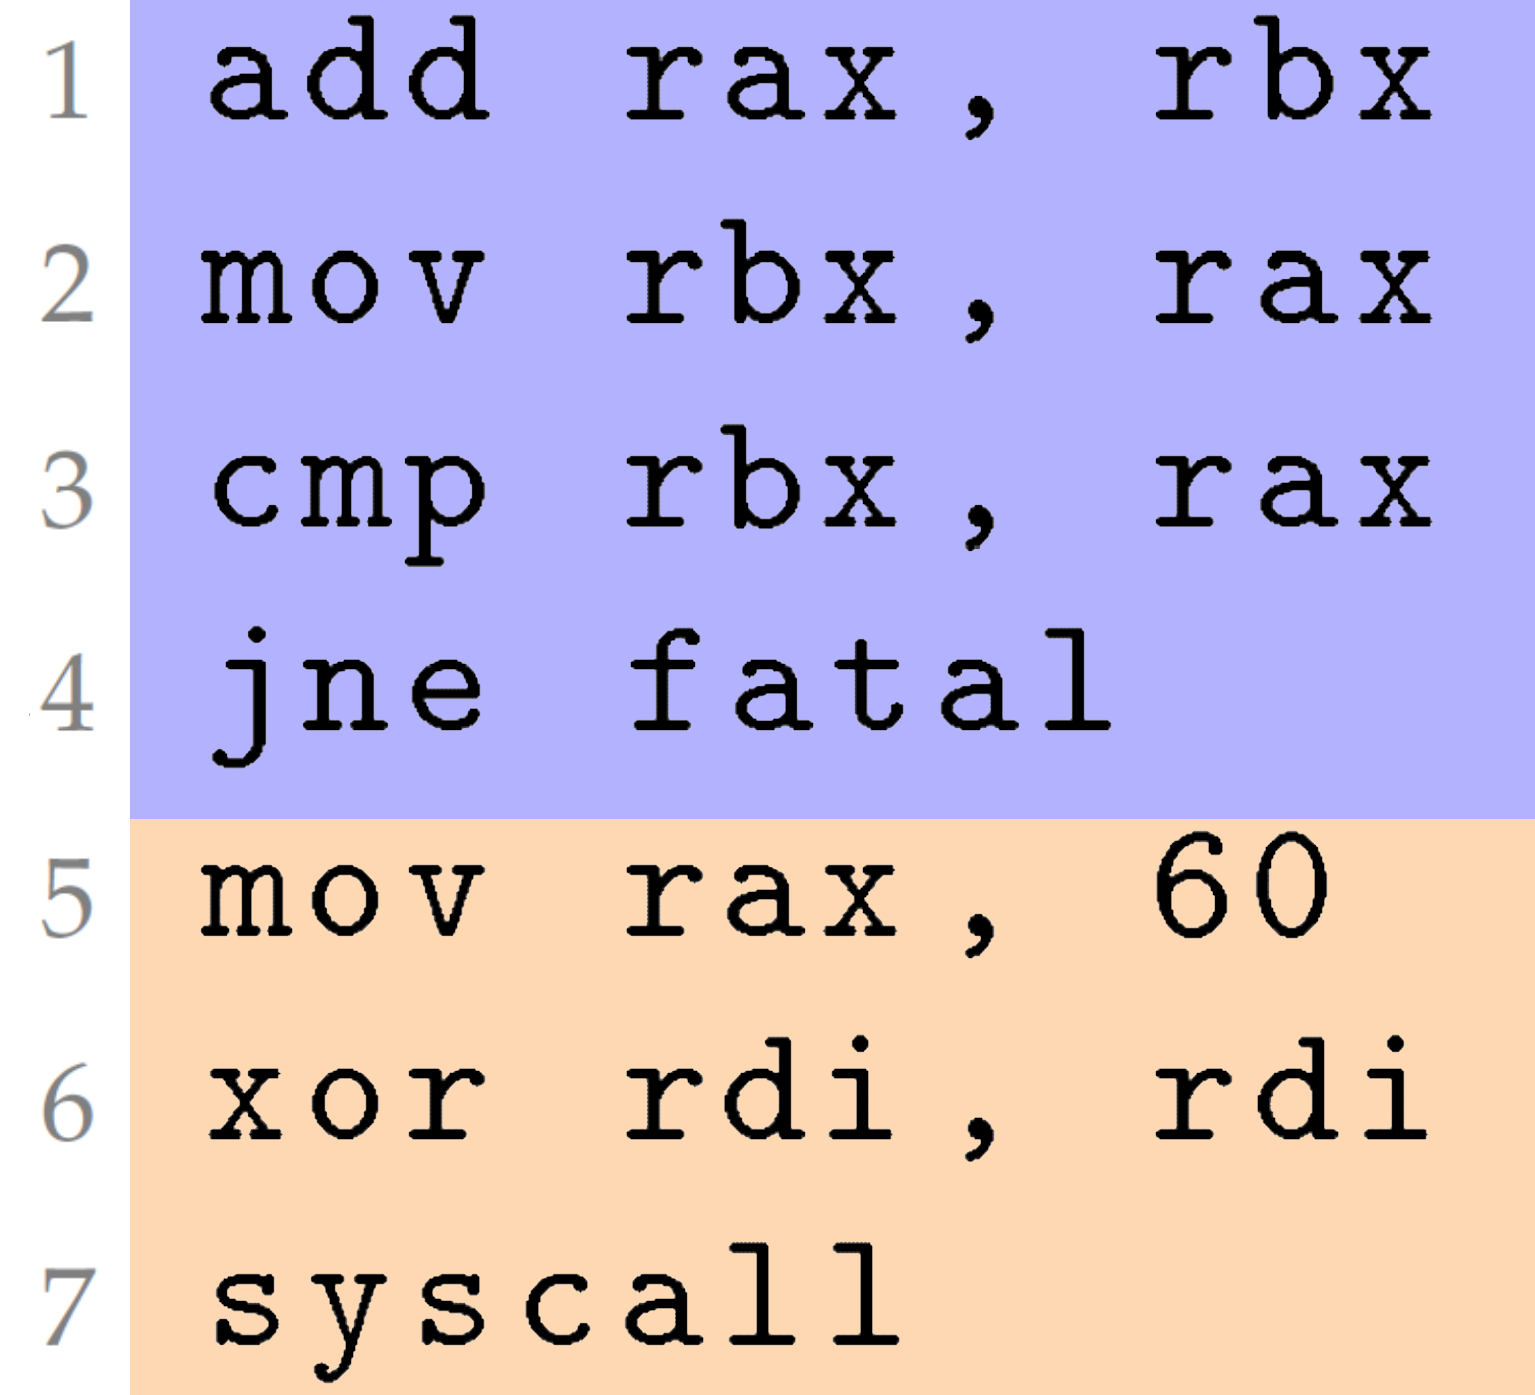 1 add rax, rbx
2 mov rbx, rax
3 cmp rbx, rax
4 jne fatal
5 mov rax, 60
6 xor rdi, rdi
7 syscall